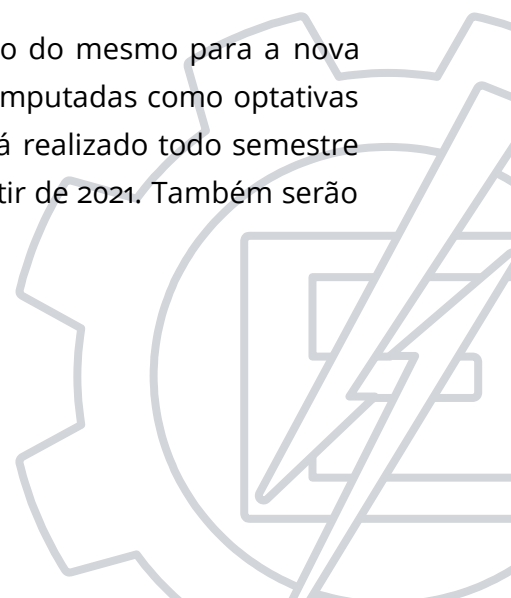 o do mesmo para a nova
mputadas como optativas
á realizado todo semestre
tir de 2021. Também serão